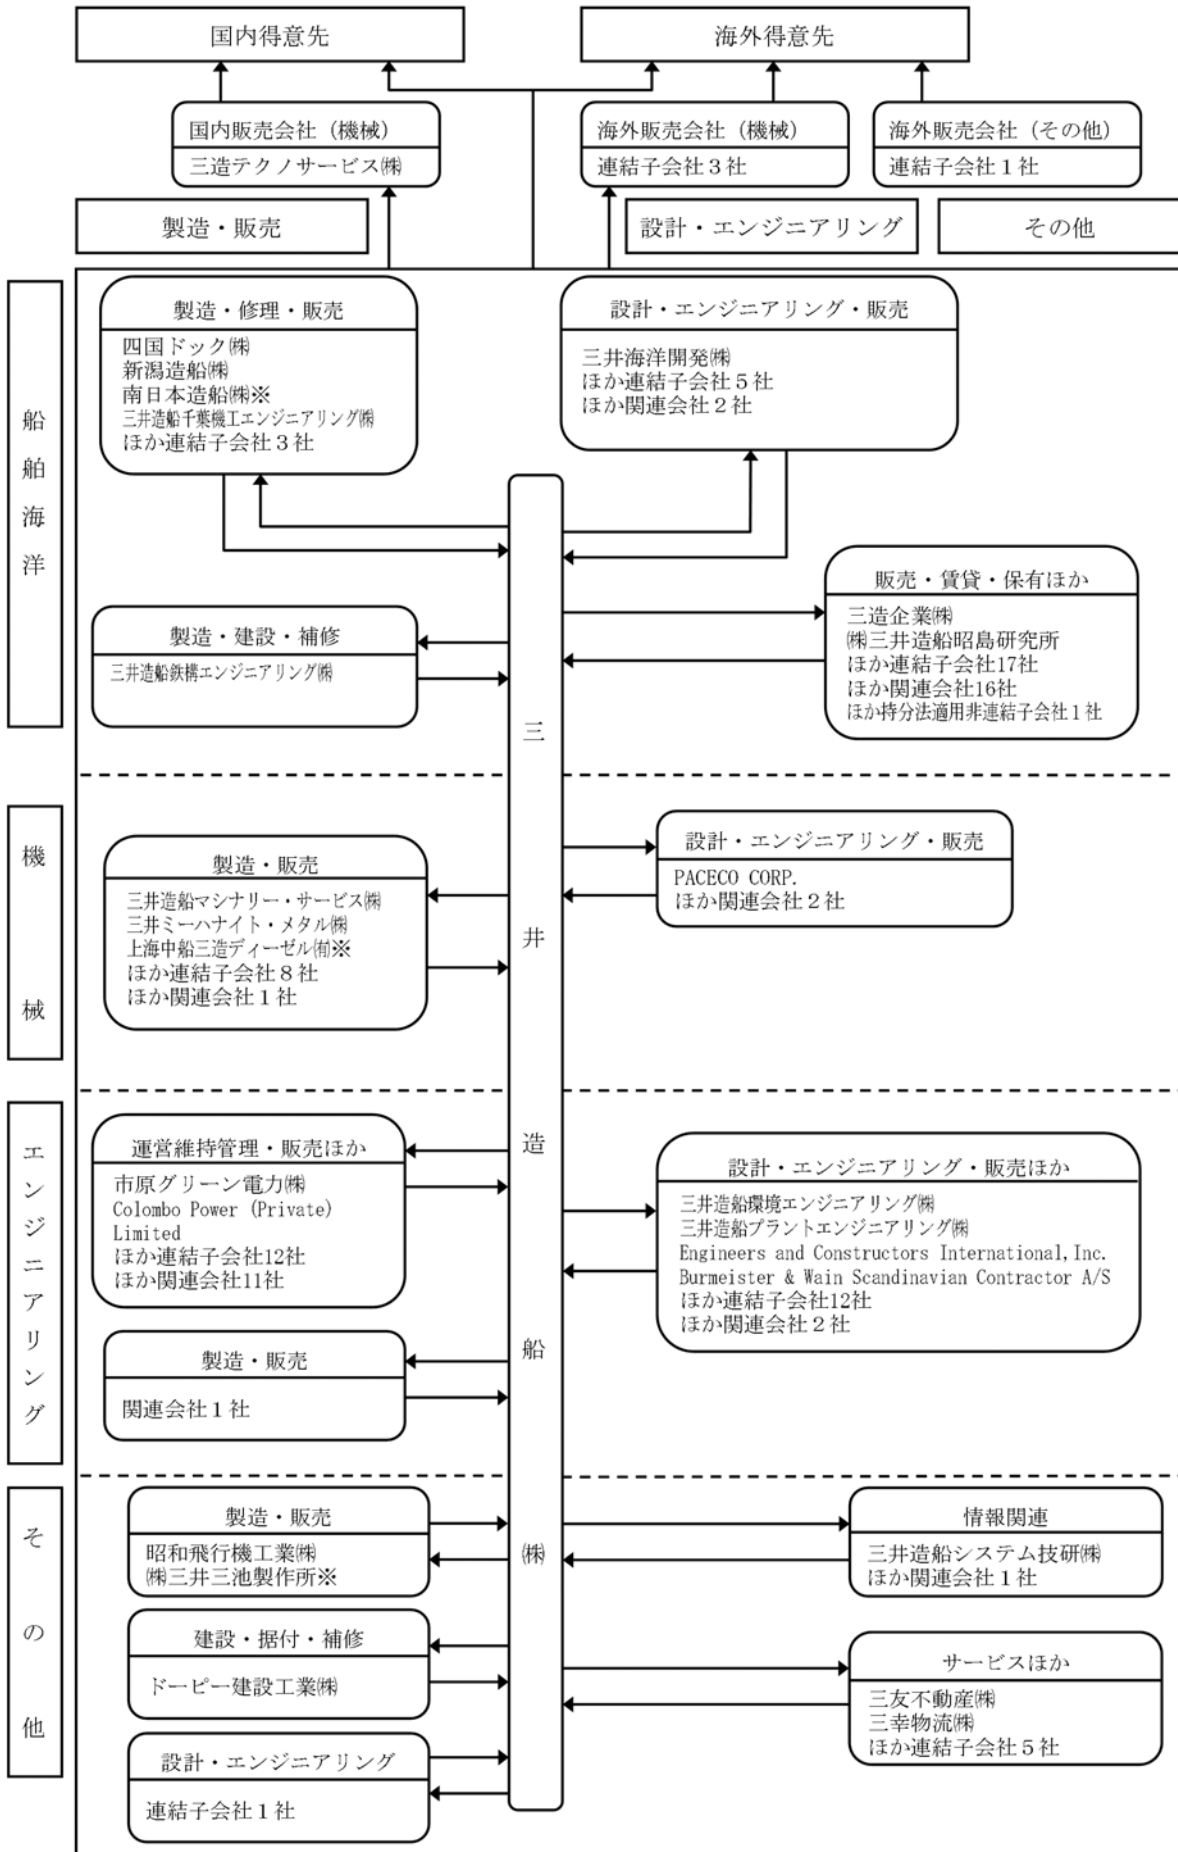 国内得意先
海外得意先
国内販売会社（機械）
三造テクノサービス㈱
海外販売会社（機械）
連結子会社３社
海外販売会社（その他）
連結子会社１社
製造・販売
設計・エンジニアリング
その他
船舶海洋
製造・修理・販売
四国ドック㈱
新潟造船㈱
南日本造船㈱※
三井造船千葉機工エンジニアリング㈱
ほか連結子会社３社
設計・エンジニアリング・販売
三井海洋開発㈱
ほか連結子会社５社
ほか関連会社２社
製造・建設・補修
三井造船鉄構エンジニアリング㈱
販売・賃貸・保有ほか
三造企業㈱
㈱三井造船昭島研究所
ほか連結子会社17社
ほか関連会社16社
ほか持分法適用非連結子会社１社
三井造船㈱
機械
製造・販売
三井造船マシナリー・サービス㈱
三井ミーハナイト・メタル㈱
上海中船三造ディーゼル㈲※
ほか連結子会社８社
ほか関連会社１社
設計・エンジニアリング・販売
PACECO CORP.
ほか関連会社２社
エンジニアリング
運営維持管理・販売ほか
市原グリーン電力㈱
Colombo Power (Private)
Limited
ほか連結子会社12社
ほか関連会社11社
設計・エンジニアリング・販売ほか
三井造船環境エンジニアリング㈱
三井造船プラントエンジニアリング㈱
Engineers and Constructors International,Inc.
Burmeister & Wain Scandinavian Contractor A/S
ほか連結子会社12社
ほか関連会社２社
製造・販売
関連会社１社
その他
製造・販売
昭和飛行機工業㈱
㈱三井三池製作所※
情報関連
三井造船システム技研㈱
ほか関連会社１社
建設・据付・補修
ドーピー建設工業㈱
サービスほか
三友不動産㈱
三幸物流㈱
ほか連結子会社５社
設計・エンジニアリング
連結子会社１社